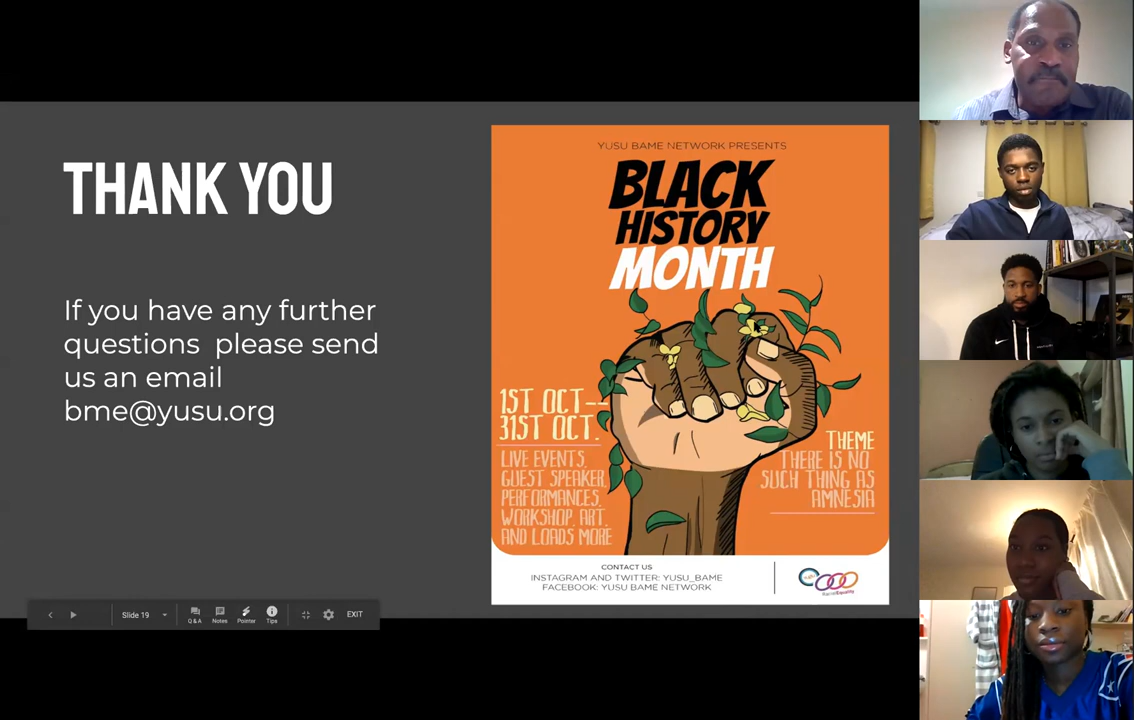 THANK YOU
If you have any further
questions please send
us an email
bme@yusu.org
YUSU BAME NETWORK PRESENTS
BLACK
HISTORY
MONTH
1ST OCT--
31ST OCT.
LIVE EVENTS,
GUEST SPEAKER,
PERFORMANCES,
WORKSHOP, ART,
AND LOADS MORE
THEME
THERE IS NO
SUCH THING AS
AMNESIA
CONTACT US
INSTAGRAM AND TWITTER: YUSU_BAME
FACEBOOK: YUSU BAME NETWORK
RacialEquality
Slide 19
Q & A
Notes
Pointer
Tips
EXIT